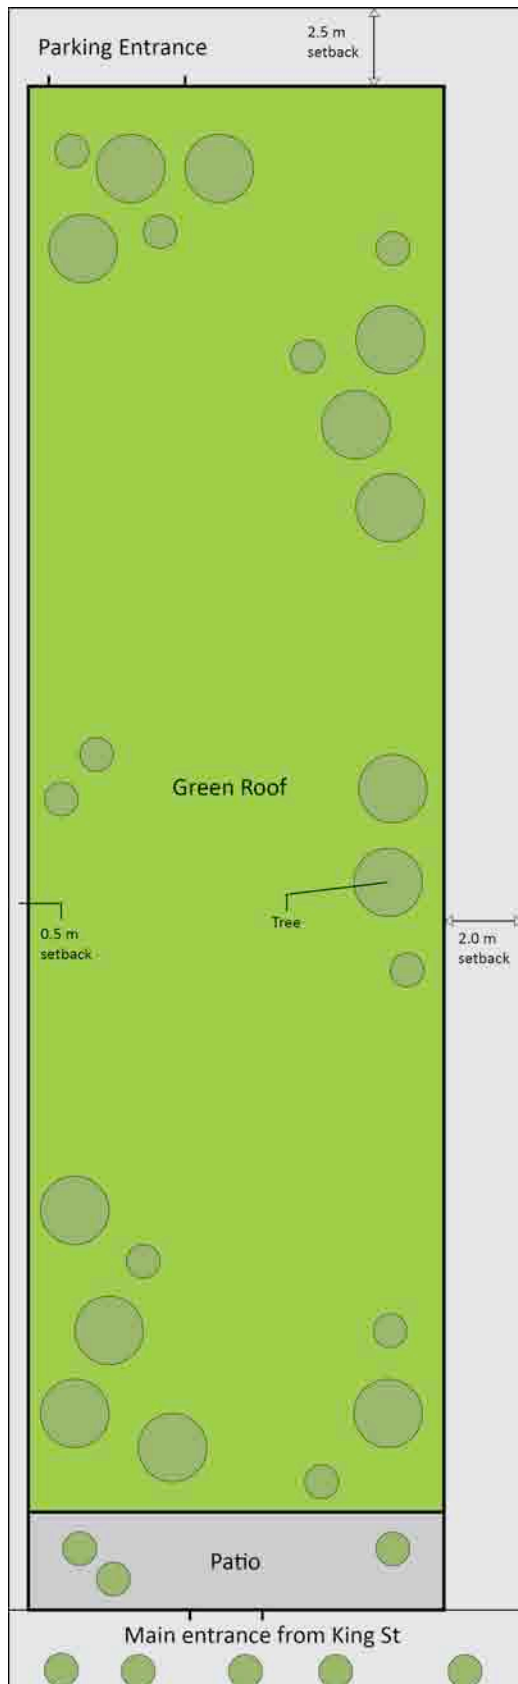 2.5 m
setback
Parking Entrance
Green Roof
Tree
0.5 m
setback
2.0 m
setback
Patio
Main entrance from King St